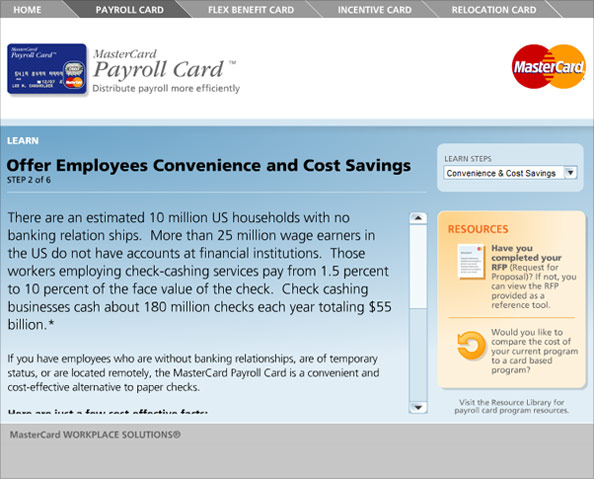 HOME PAYROLL CARD FLEX BENEFIT CARD INCENTIVE CARD RELOCATION CARD
MasterCard
Payroll Card™
MasterCard
Payroll Card™
Distribute payroll more efficiently
MasterCard
LEARN
Offer Employees Convenience and Cost Savings
STEP 2 of 6
LEARN STEPS
Convenience & Cost Savings
There are an estimated 10 million US households with no
banking relation ships. More than 25 million wage earners in
the US do not have accounts at financial institutions. Those
workers employing check-cashing services pay from 1.5 percent
to 10 percent of the face value of the check. Check cashing
businesses cash about 180 million checks each year totaling $55
billion.*
If you have employees who are without banking relationships, are of temporary
status, or are located remotely, the MasterCard Payroll Card is a convenient and
cost-effective alternative to paper checks.
Here are just a few cost-effective facts:
RESOURCES
Have you
completed your
RFP (Request for
Proposal)? If not, you
can view the RFP
provided as a
reference tool.
Would you like to
compare the cost of
your current program
to a card based
program?
Visit the Resource Library for
payroll card program resources.
MasterCard WORKPLACE SOLUTIONS®